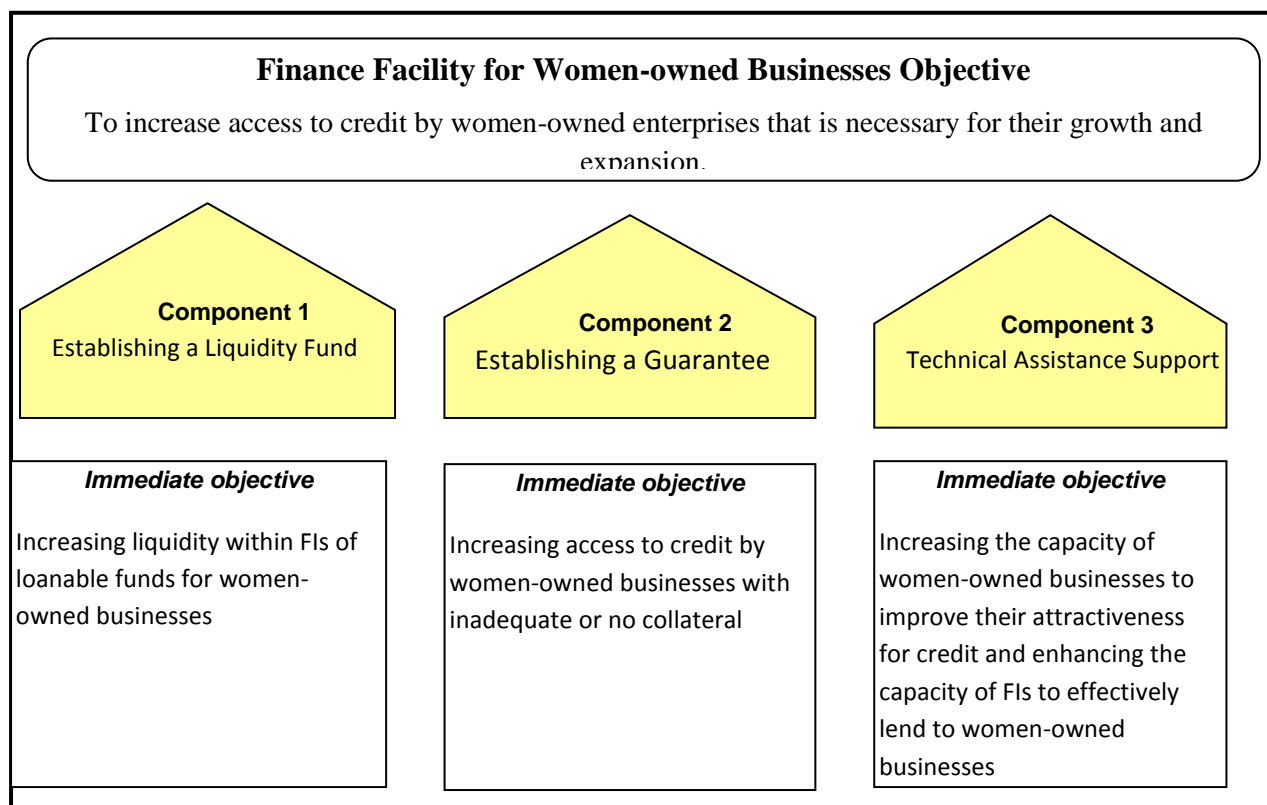 Finance Facility for Women-owned Businesses Objective
To increase access to credit by women-owned enterprises that is necessary for their growth and
expansion.
Component 1
Establishing a Liquidity Fund
Component 2
Establishing a Guarantee
Component 3
Technical Assistance Support
Immediate objective
Increasing liquidity within FIs of
loanable funds for women-
owned businesses
Immediate objective
Increasing access to credit by
women-owned businesses with
inadequate or no collateral
Immediate objective
Increasing the capacity of
women-owned businesses to
improve their attractiveness
for credit and enhancing the
capacity of FIs to effectively
lend to women-owned
businesses